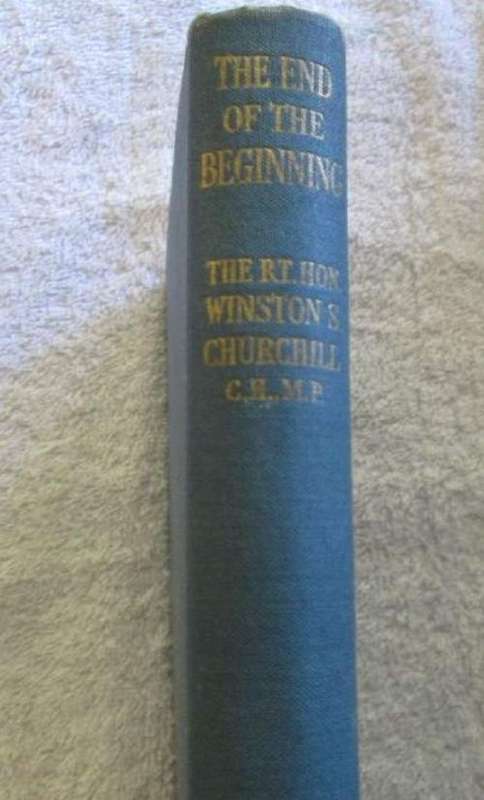 THE END
OF THE
BEGINNING
THE RT. HON.
WINSTON S.
CHURCHILL
C.H., M.P.